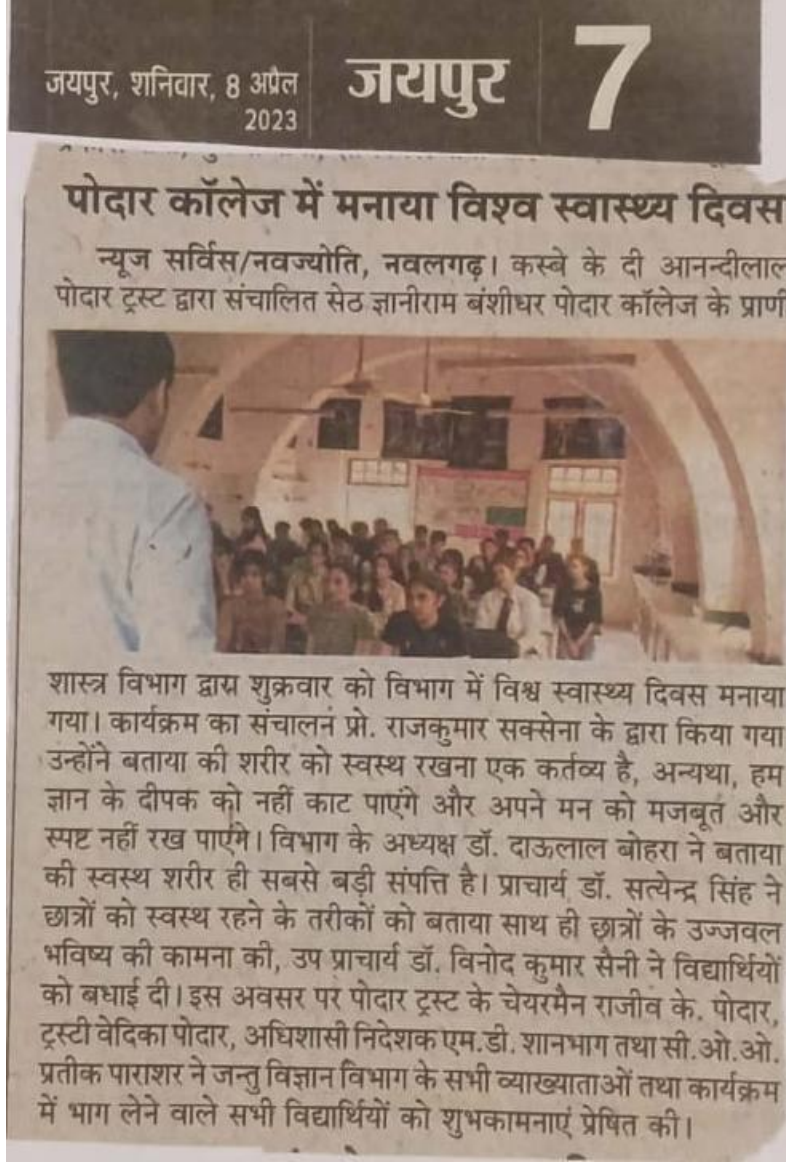 जयपुर, शनिवार, 8 अप्रैल
2023
जयपुर
7
पोदार कॉलेज में मनाया विश्व स्वास्थ्य दिवस
न्यूज सर्विस/नवज्योति, नवलगढ़। कस्बे के दी आनन्दीलाल
पोदार ट्रस्ट द्वारा संचालित सेठ ज्ञानीराम बंशीधर पोदार कॉलेज के प्राणी
शास्त्र विभाग द्वारा शुक्रवार को विभाग में विश्व स्वास्थ्य दिवस मनाया
गया। कार्यक्रम का संचालन प्रो. राजकुमार सक्सेना के द्वारा किया गया
उन्होंने बताया की शरीर को स्वस्थ रखना एक कर्तव्य है, अन्यथा, हम
ज्ञान के दीपक को नहीं काट पाएंगे और अपने मन को मजबूत और
स्पष्ट नहीं रख पाएंगे। विभाग के अध्यक्ष डॉ. दाऊलाल बोहरा ने बताया
की स्वस्थ शरीर ही सबसे बड़ी संपत्ति है। प्राचार्य डॉ. सत्येन्द्र सिंह ने
छात्रों को स्वस्थ रहने के तरीकों को बताया साथ ही छात्रों के उज्जवल
भविष्य की कामना की, उप प्राचार्य डॉ. विनोद कुमार सैनी ने विद्यार्थियों
को बधाई दी। इस अवसर पर पोदार ट्रस्ट के चेयरमैन राजीव के. पोदार,
ट्रस्टी वेदिका पोदार, अधिशासी निदेशक एम.डी. शानभाग तथा सी.ओ.ओ.
प्रतीक पाराशर ने जन्तु विज्ञान विभाग के सभी व्याख्याताओं तथा कार्यक्रम
में भाग लेने वाले सभी विद्यार्थियों को शुभकामनाएं प्रेषित की।